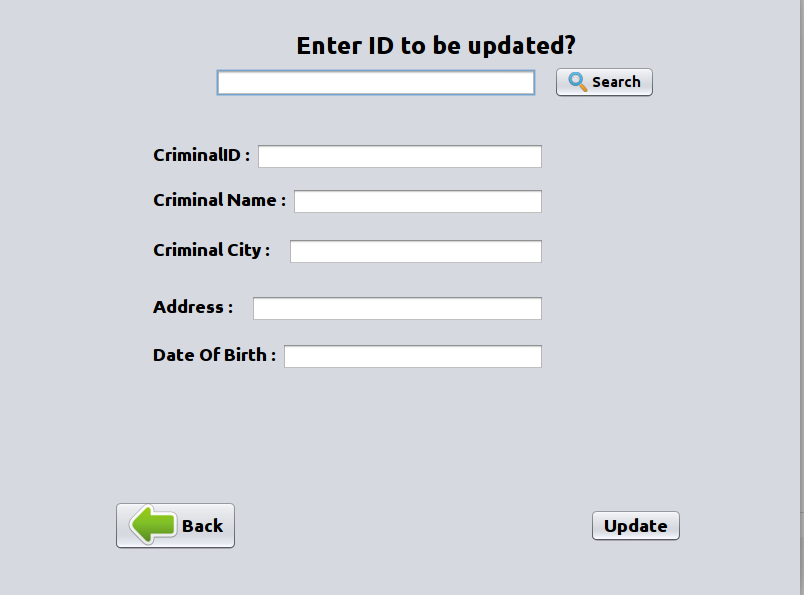 Enter ID to be updated?
Search
CriminalID :
Criminal Name :
Criminal City :
Address :
Date Of Birth :
Back
Update